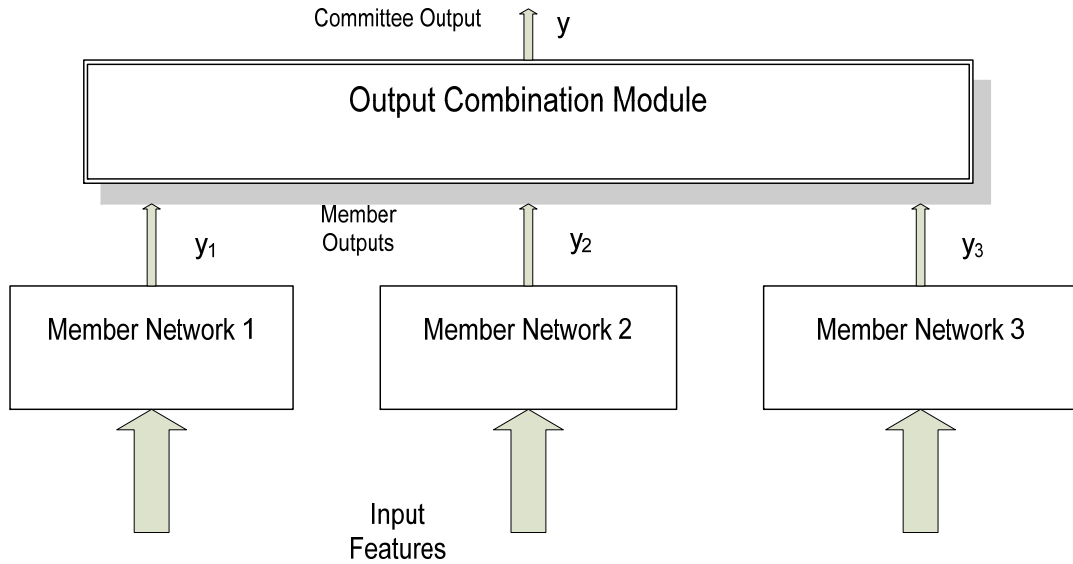 Committee Output
y
Output Combination Module
Member
Outputs
y1
y2
y3
Member Network 1
Member Network 2
Member Network 3
Input
Features